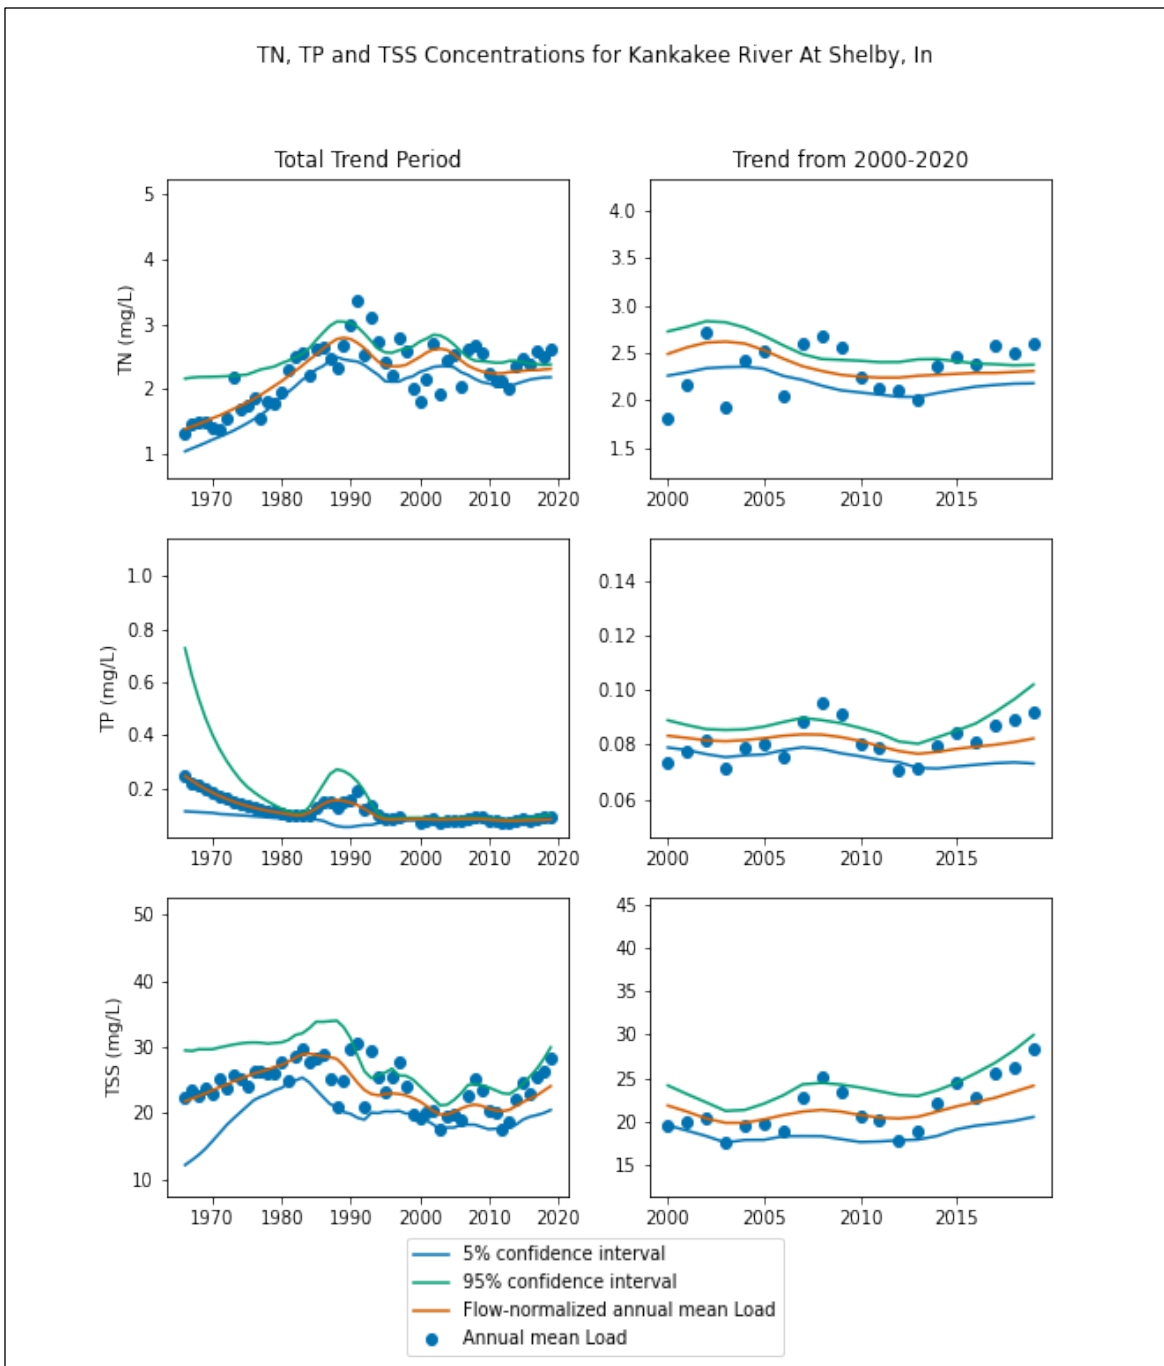 TN, TP and TSS Concentrations for Kankakee River At Shelby, In
Total Trend Period
Trend from 2000-2020
TN (mg/L)
5
4
3
2
1
1970 1980 1990 2000 2010 2020
4.0
3.5
3.0
2.5
2.0
1.5
2000 2005 2010 2015
TP (mg/L)
1.0
0.8
0.6
0.4
0.2
1970 1980 1990 2000 2010 2020
0.14
0.12
0.10
0.08
0.06
2000 2005 2010 2015
TSS (mg/L)
50
40
30
20
10
1970 1980 1990 2000 2010 2020
45
40
35
30
25
20
15
2000 2005 2010 2015
5% confidence interval
95% confidence interval
Flow-normalized annual mean Load
Annual mean Load